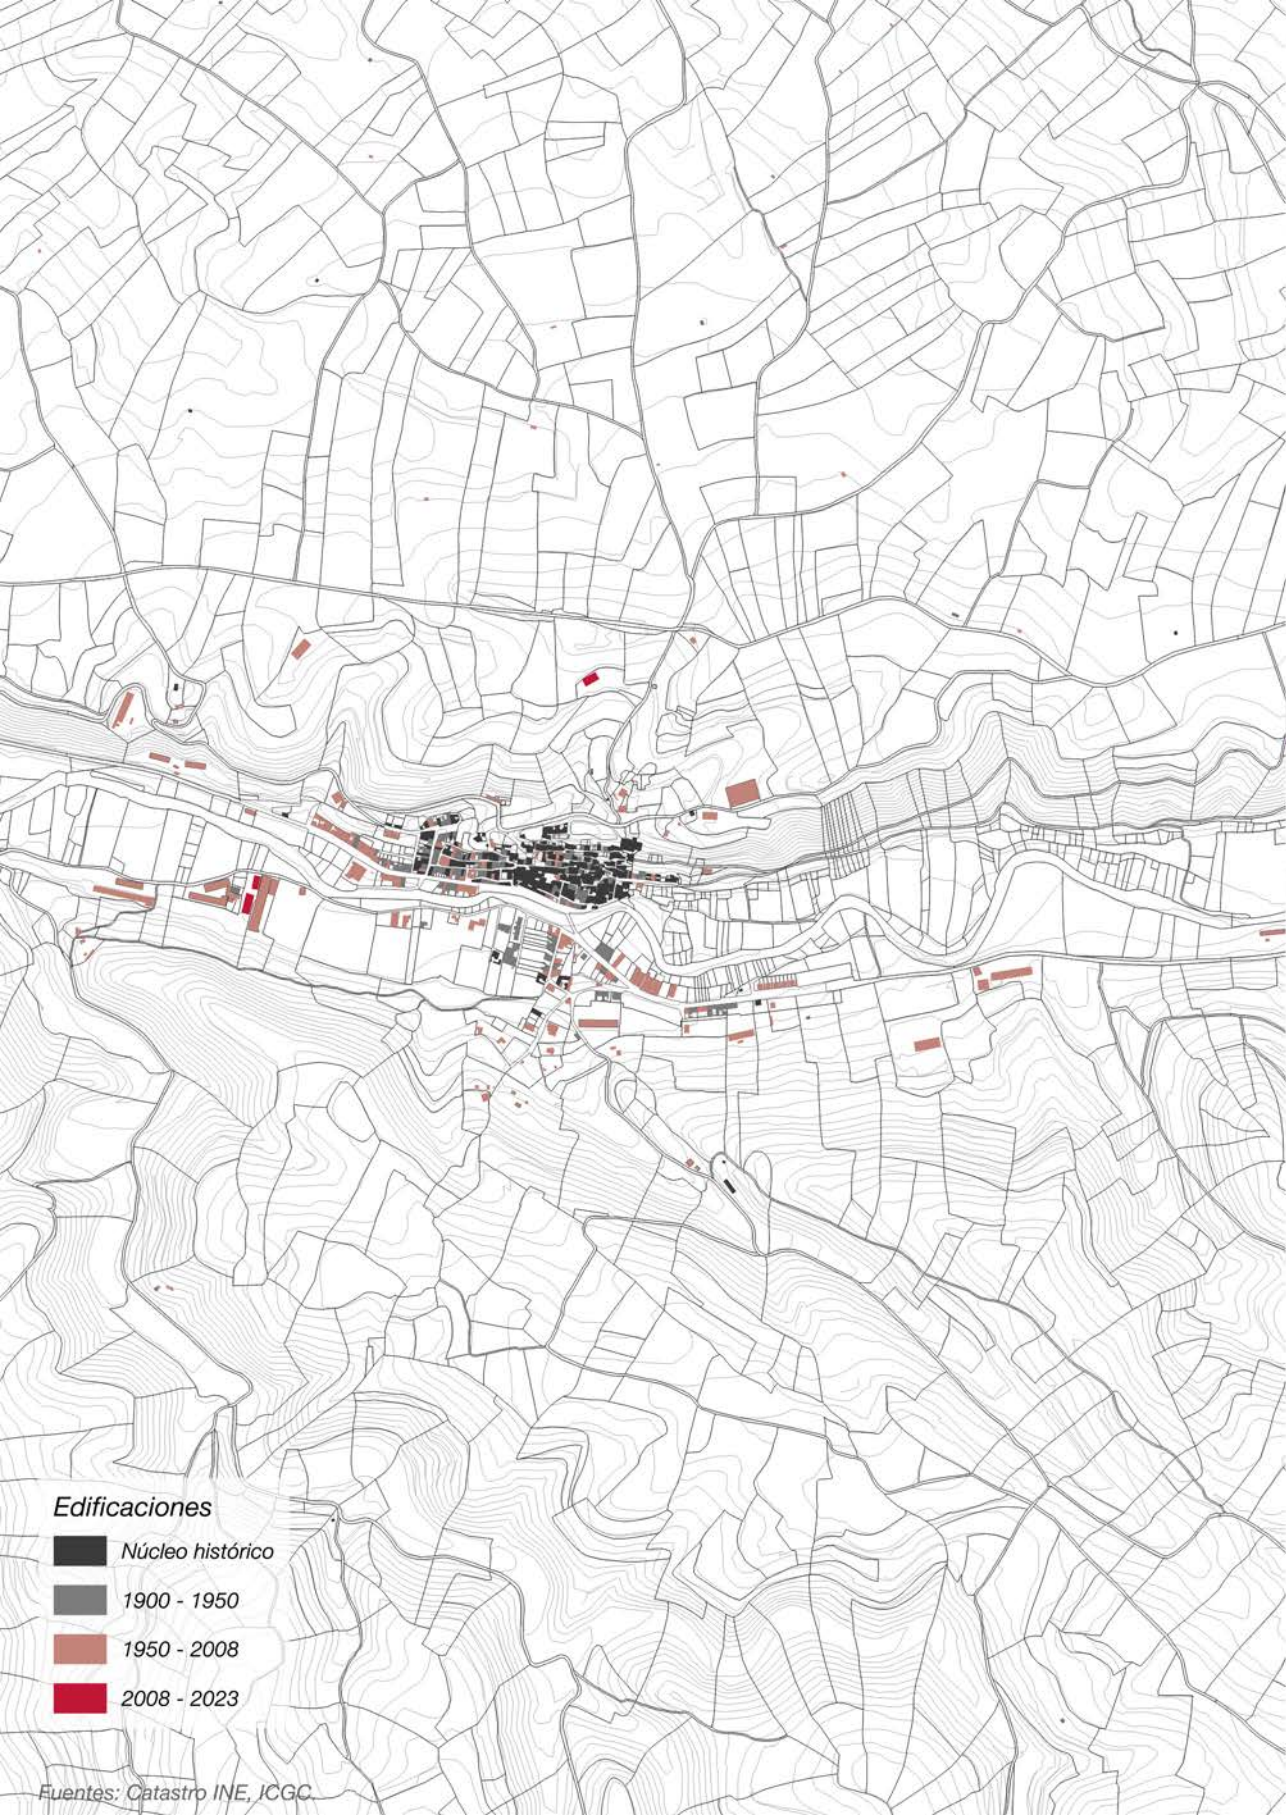 Edificaciones
Núcleo histórico
1900 - 1950
1950 - 2008
2008 - 2023
Fuentes: Catastro INE, ICGC.